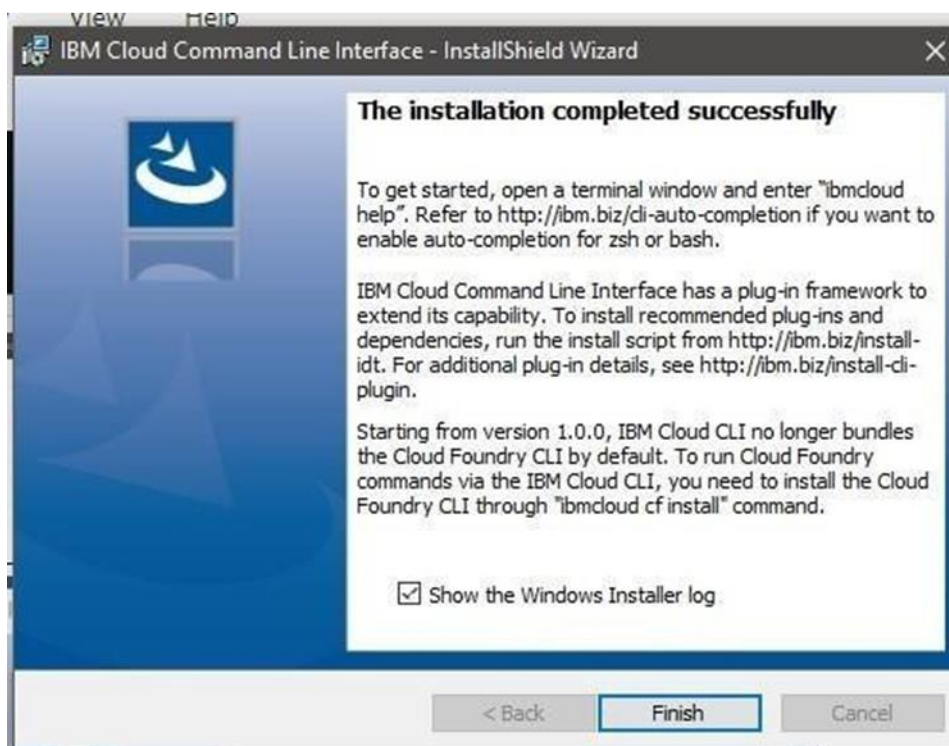 View Help
IBM Cloud Command Line Interface - InstallShield Wizard
The installation completed successfully
To get started, open a terminal window and enter "ibmcloud
help". Refer to http://ibm.biz/cli-auto-completion if you want to
enable auto-completion for zsh or bash.
IBM Cloud Command Line Interface has a plug-in framework to
extend its capability. To install recommended plug-ins and
dependencies, run the install script from http://ibm.biz/install-
idt. For additional plug-in details, see http://ibm.biz/install-cli-
plugin.
Starting from version 1.0.0, IBM Cloud CLI no longer bundles
the Cloud Foundry CLI by default. To run Cloud Foundry
commands via the IBM Cloud CLI, you need to install the Cloud
Foundry CLI through "ibmcloud cf install" command.
Show the Windows Installer log
< Back Finish Cancel